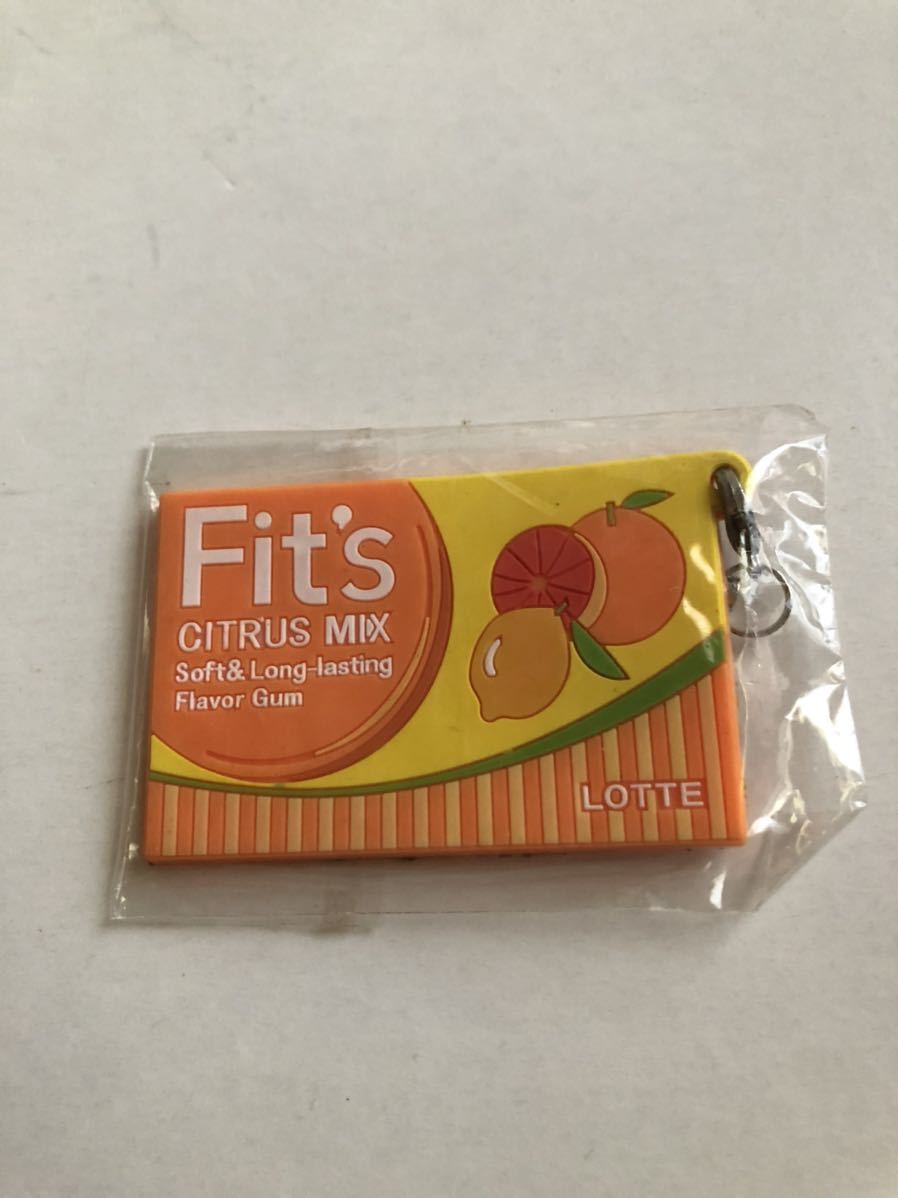 Fit's
CITRUS MIX
Soft& Long-lasting
Flavor Gum
LOTTE